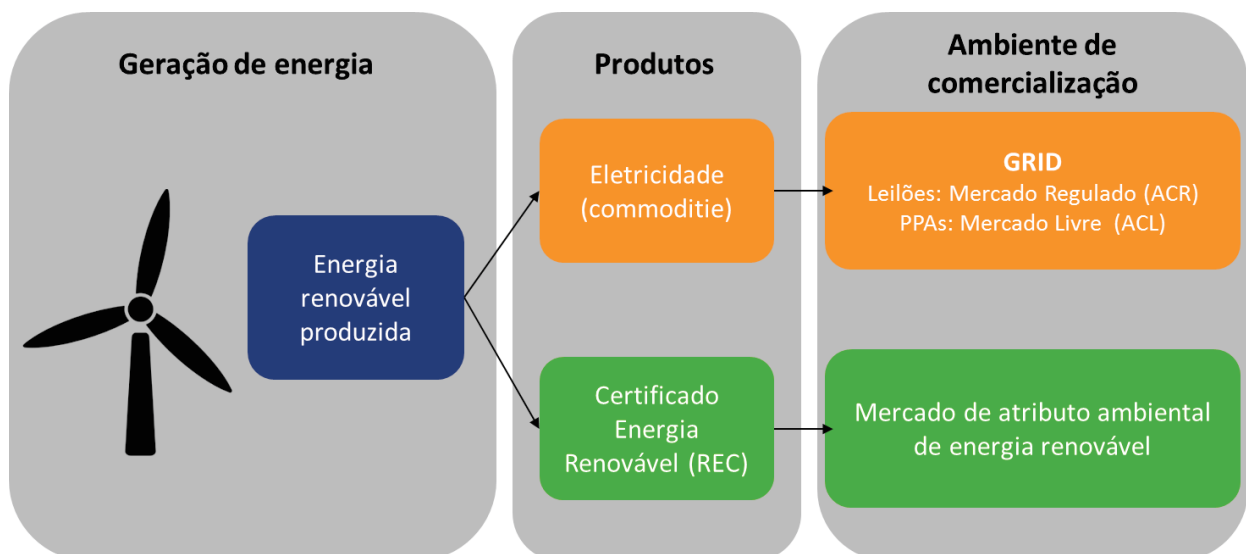 Geração de energia
Produtos
Ambiente de
comercialização
Energia
renovável
produzida
Eletricidade
(commoditie)
GRID
Leilões: Mercado Regulado (ACR)
PPAs: Mercado Livre (ACL)
Certificado
Energia
Renovável (REC)
Mercado de atributo ambiental
de energia renovável